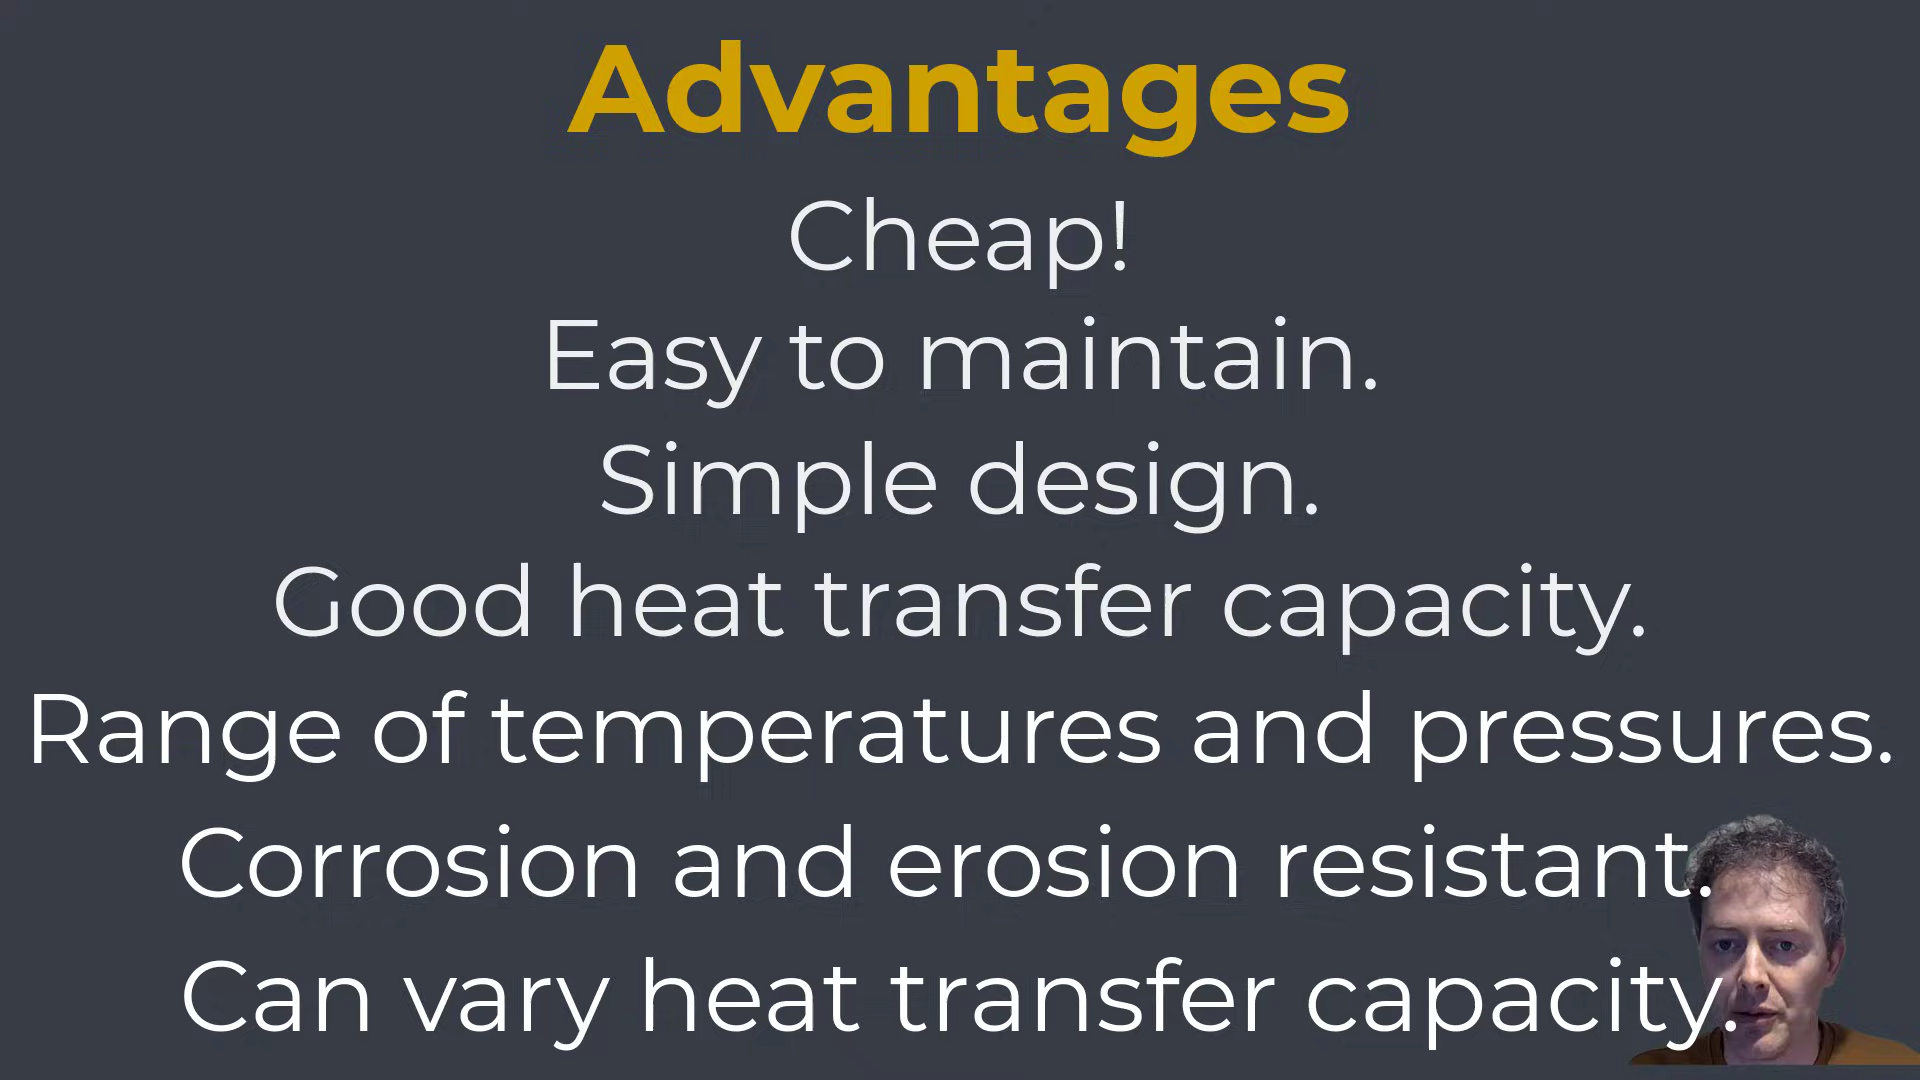 Advantages
Cheap!
Easy to maintain.
Simple design.
Good heat transfer capacity.
Range of temperatures and pressures.
Corrosion and erosion resistant.
Can vary heat transfer capacity.